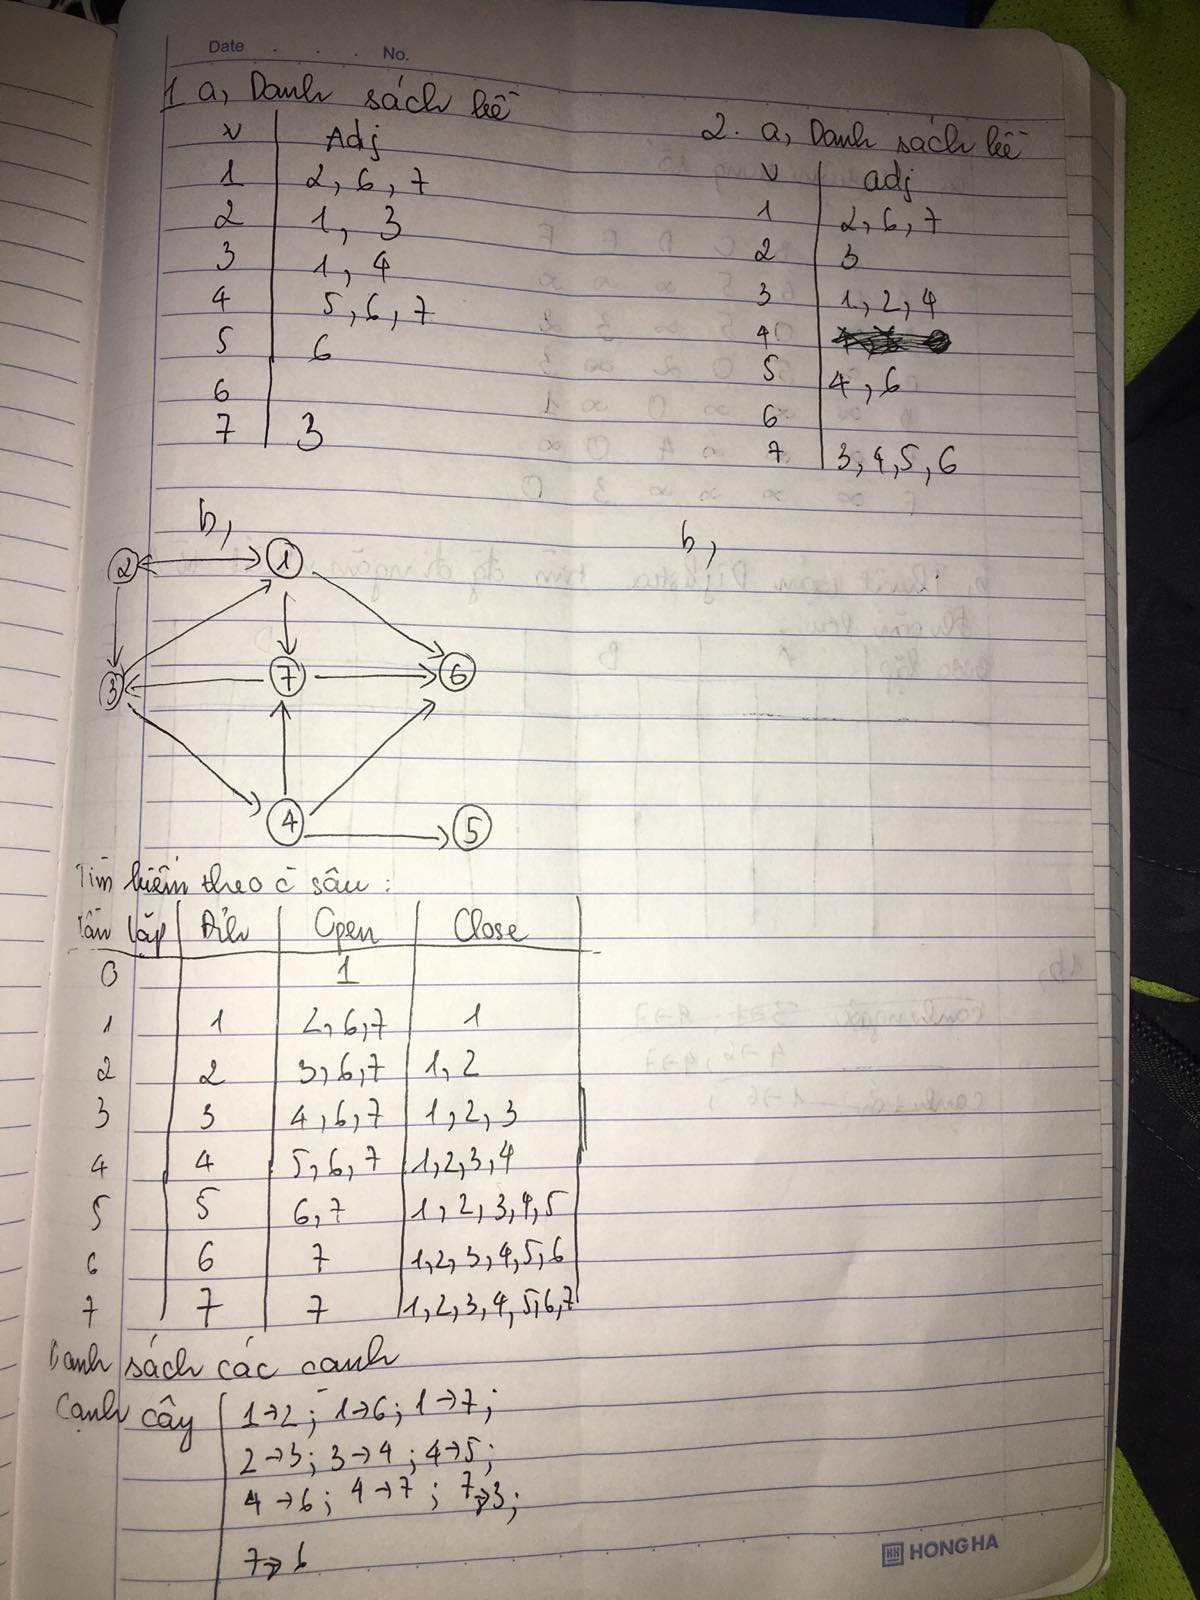 Date . . . No.
1 a, Danh sách kề
v Adj
1 2, 6, 7
2 1, 3
3 1, 4
4 5, 6, 7
5 6
6
7 3
2. a, Danh sách kề
v adj
1 2, 6, 7
2 3
3 1, 2, 4
4
5 4, 6
6
7 3, 4, 5, 6
b,
2 1
3 7 6
4 5
b,
Tìm kiếm theo c sâu:
Lần lặp Đỉnh Open Close
0 1
1 1 2, 6, 7 1
2 2 3, 6, 7 1, 2
3 3 4, 6, 7 1, 2, 3
4 4 5, 6, 7 1, 2, 3, 4
5 5 6, 7 1, 2, 3, 4, 5
6 6 7 1, 2, 3, 4, 5, 6
7 7 7 1, 2, 3, 4, 5, 6, 7
Danh sách các canh
Cạnh cây 1→2; 1→6; 1→7;
2→3; 3→4; 4→5;
4→6; 4→7; 7→3;
7→6
HH HONG HA